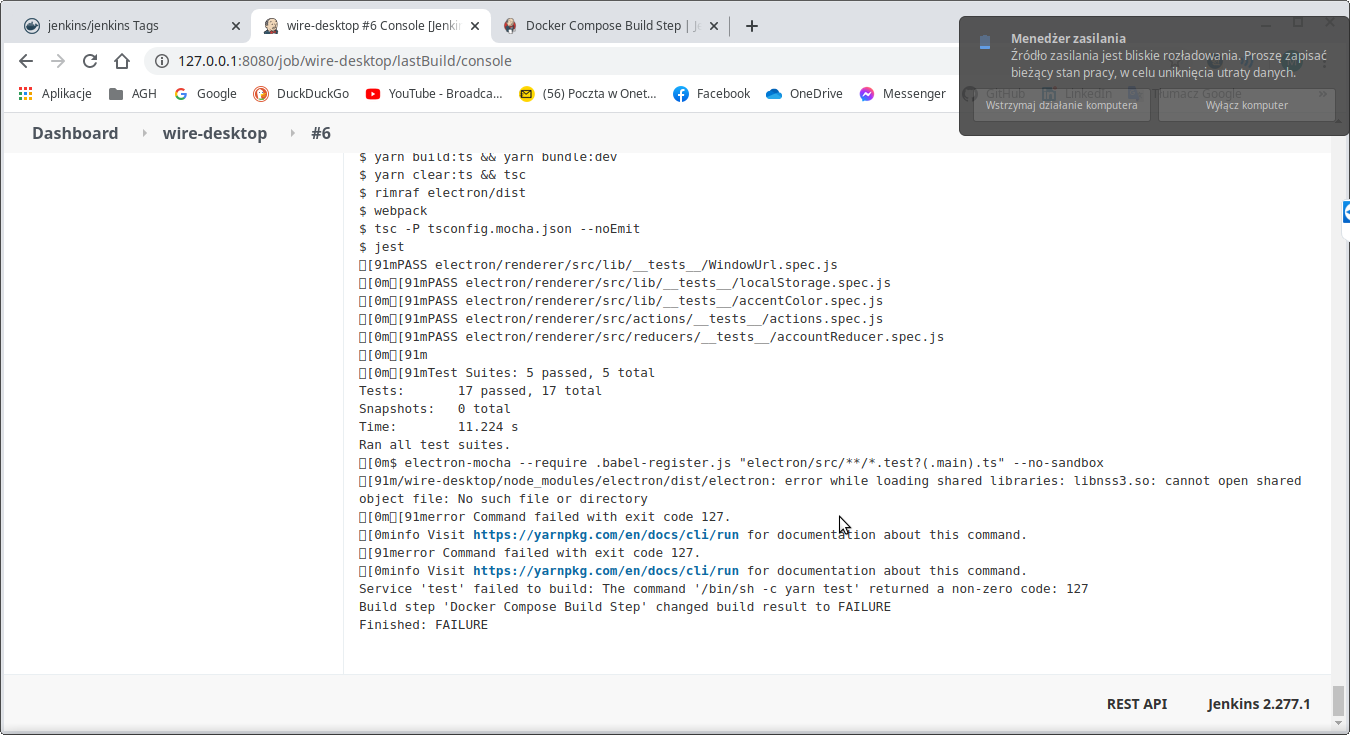 jenkins/jenkins Tags
wire-desktop #6 Console [Jenkin
Docker Compose Build Step | Je
127.0.0.1:8080/job/wire-desktop/lastBuild/console
Menedżer zasilania
Źródło zasilania jest bliskie rozładowania. Proszę zapisać
bieżący stan pracy, w celu uniknięcia utraty danych.
Wstrzymaj działanie komputera
Wyłącz komputer
Aplikacje
AGH
Google
DuckDuckGo
YouTube - Broadca...
(56) Poczta w Onet...
Facebook
OneDrive
Messenger
GitHub
LinkedIn
Tłumacz Google
»
Dashboard
wire-desktop
#6
$ yarn build:ts && yarn bundle:dev
$ yarn clear:ts && tsc
$ rimraf electron/dist
$ webpack
$ tsc -P tsconfig.mocha.json --noEmit
$ jest
[91mPASS electron/renderer/src/lib/__tests__/WindowUrl.spec.js
[0m[91mPASS electron/renderer/src/lib/__tests__/localStorage.spec.js
[0m[91mPASS electron/renderer/src/lib/__tests__/accentColor.spec.js
[0m[91mPASS electron/renderer/src/actions/__tests__/actions.spec.js
[0m[91mPASS electron/renderer/src/reducers/__tests__/accountReducer.spec.js
[0m[91m
[0m[91mTest Suites: 5 passed, 5 total
Tests:       17 passed, 17 total
Snapshots:   0 total
Time:        11.224 s
Ran all test suites.
[0m$ electron-mocha --require .babel-register.js "electron/src/**/*.test?(.main).ts" --no-sandbox
[91m/wire-desktop/node_modules/electron/dist/electron: error while loading shared libraries: libnss3.so: cannot open shared
object file: No such file or directory
[0m[91merror Command failed with exit code 127.
[0minfo Visit https://yarnpkg.com/en/docs/cli/run for documentation about this command.
[91merror Command failed with exit code 127.
[0minfo Visit https://yarnpkg.com/en/docs/cli/run for documentation about this command.
Service 'test' failed to build: The command '/bin/sh -c yarn test' returned a non-zero code: 127
Build step 'Docker Compose Build Step' changed build result to FAILURE
Finished: FAILURE
REST API
Jenkins 2.277.1